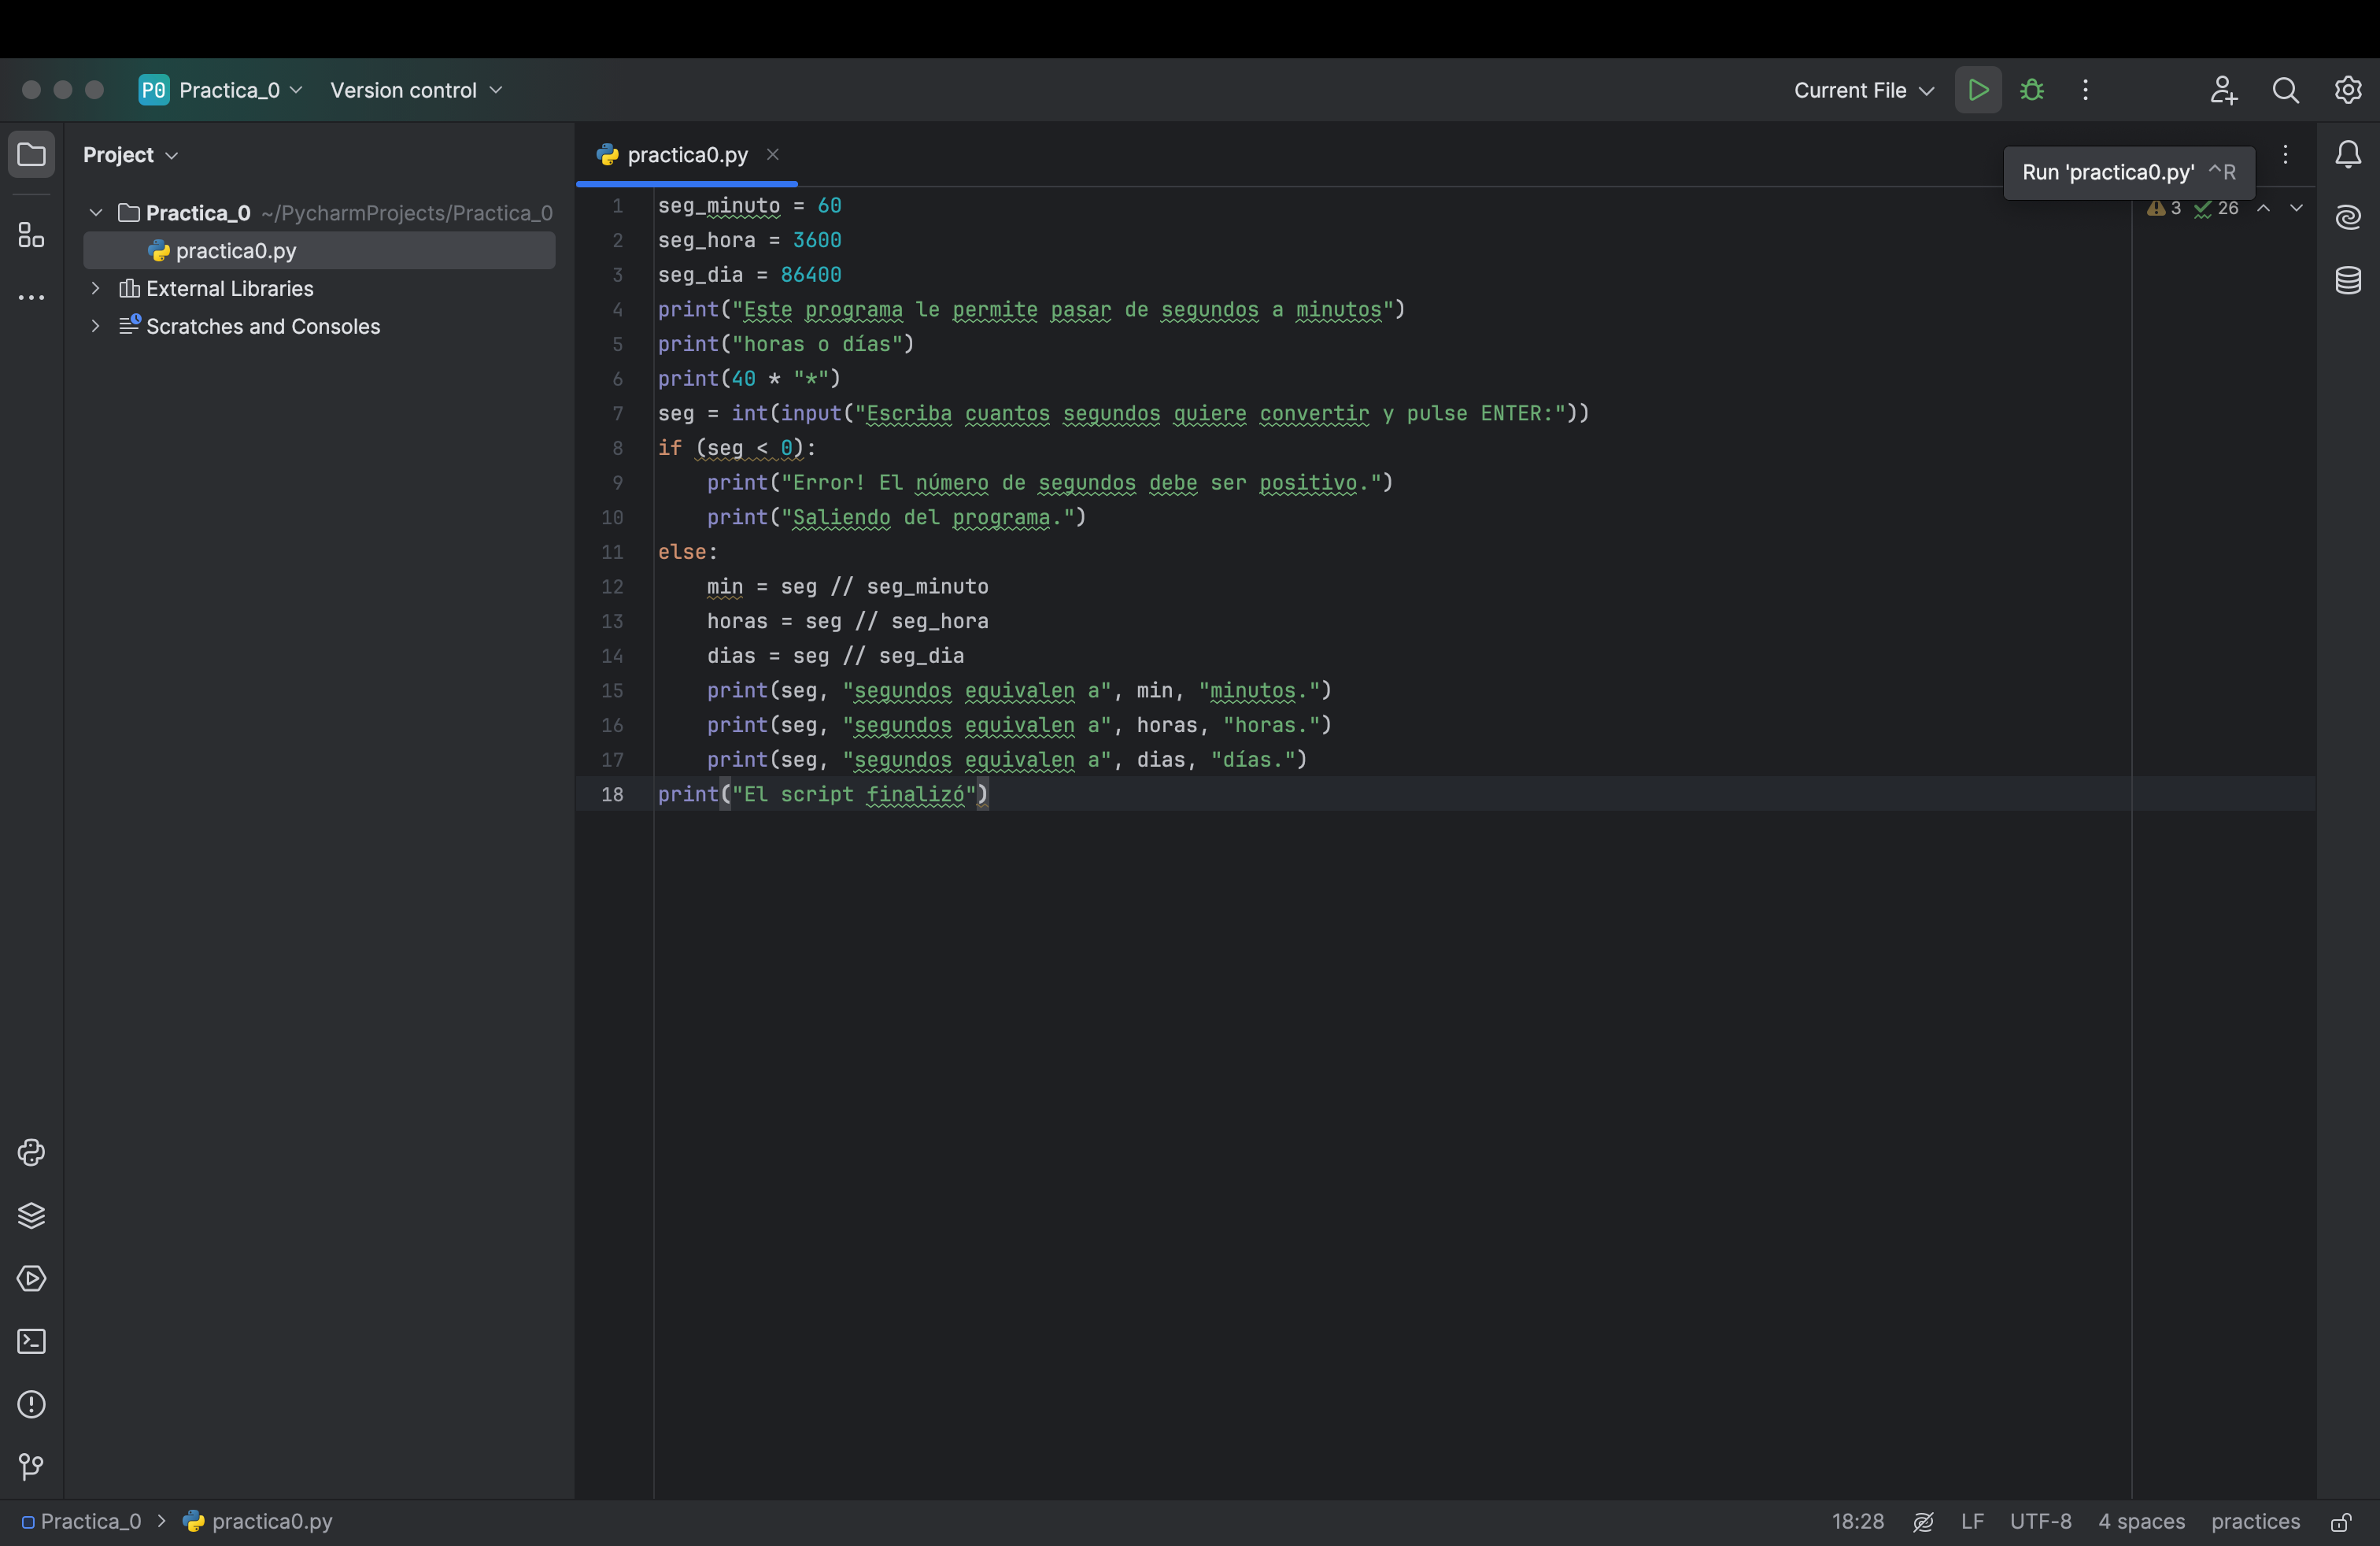 P0 Practica_0 Version control Current File
Project
practica0.py
Run 'practica0.py' ^R
3 26
Practica_0 ~/PycharmProjects/Practica_0
practica0.py
External Libraries
Scratches and Consoles
1 seg_minuto = 60
2 seg_hora = 3600
3 seg_dia = 86400
4 print("Este programa le permite pasar de segundos a minutos")
5 print("horas o días")
6 print(40 * "*")
7 seg = int(input("Escriba cuantos segundos quiere convertir y pulse ENTER:"))
8 if (seg < 0):
9     print("Error! El número de segundos debe ser positivo.")
10     print("Saliendo del programa.")
11 else:
12     min = seg // seg_minuto
13     horas = seg // seg_hora
14     dias = seg // seg_dia
15     print(seg, "segundos equivalen a", min, "minutos.")
16     print(seg, "segundos equivalen a", horas, "horas.")
17     print(seg, "segundos equivalen a", dias, "días.")
18 print("El script finalizó")
Practica_0 > practica0.py 18:28 LF UTF-8 4 spaces practices